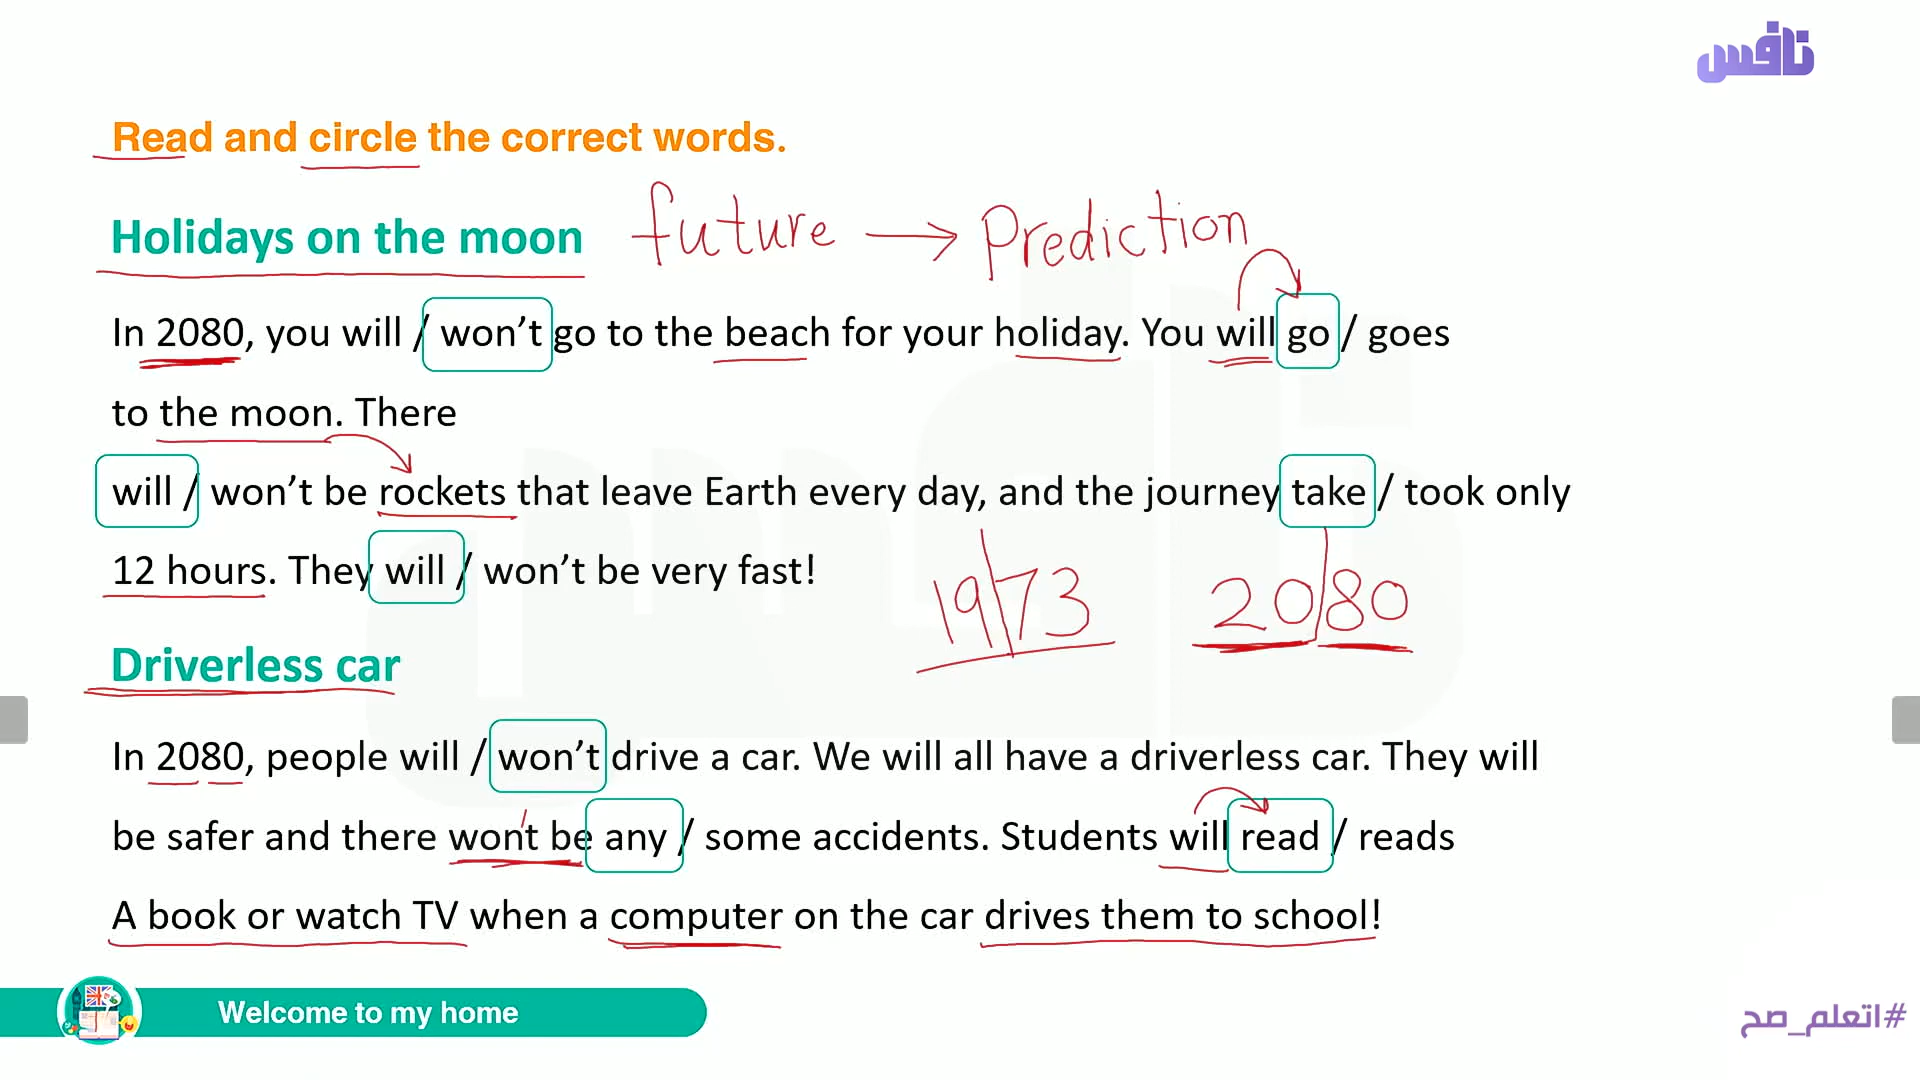 نافس
Read and circle the correct words.
Holidays on the moon future → Prediction
In 2080, you will / won't go to the beach for your holiday. You will go / goes
to the moon. There
will / won't be rockets that leave Earth every day, and the journey take / took only
12 hours. They will / won't be very fast!
1973 2080
Driverless car
In 2080, people will / won't drive a car. We will all have a driverless car. They will
be safer and there won't be any / some accidents. Students will read / reads
A book or watch TV when a computer on the car drives them to school!
Welcome to my home
#اتعلم_صح